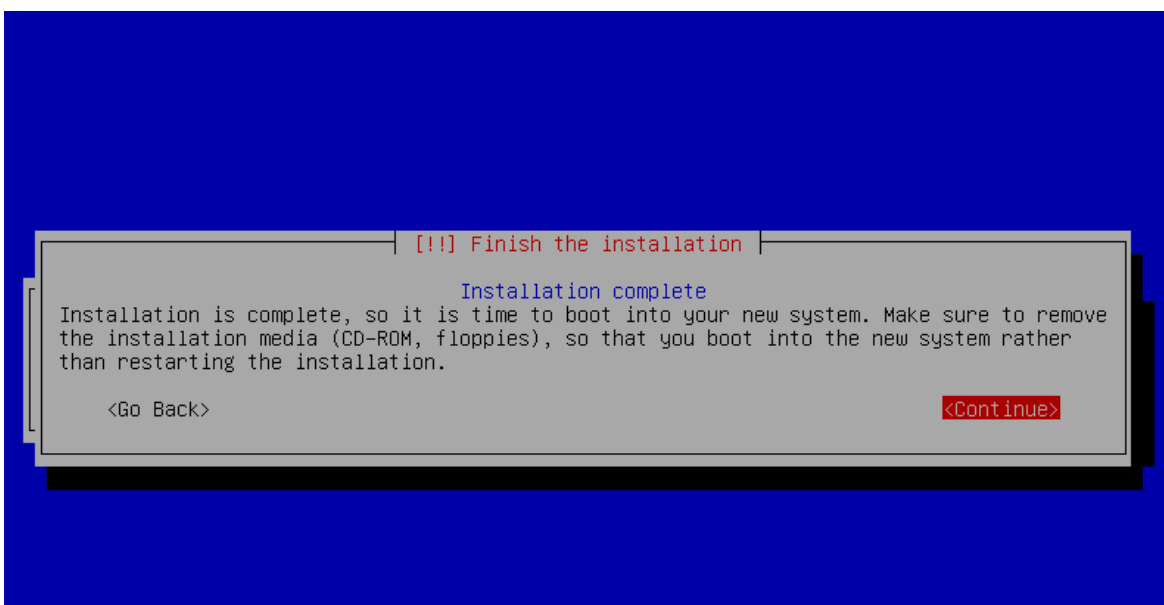 [!!] Finish the installation
Installation complete
Installation is complete, so it is time to boot into your new system. Make sure to remove
the installation media (CD-ROM, floppies), so that you boot into the new system rather
than restarting the installation.
<Go Back> <Continue>